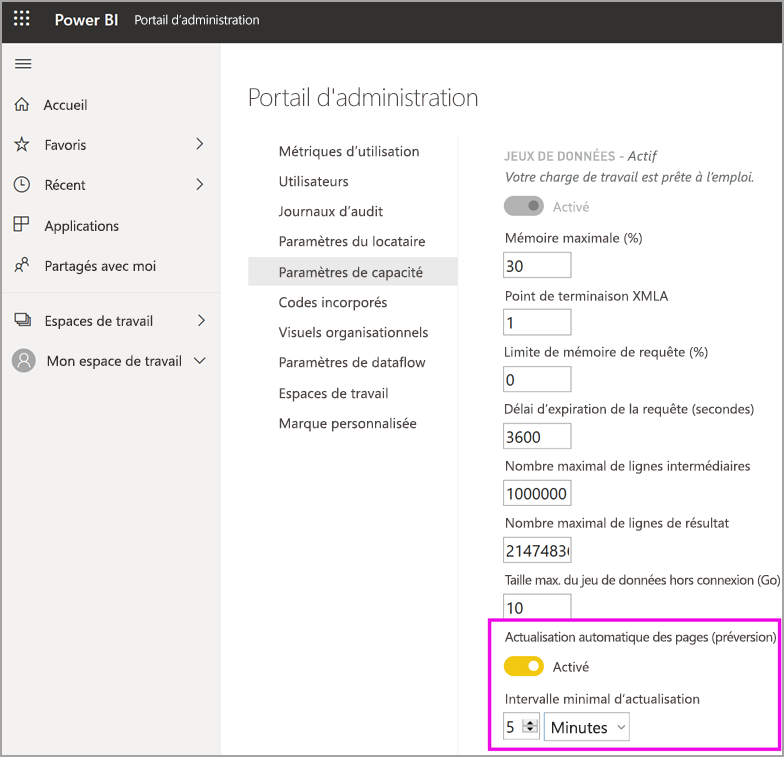 Power BI Portail d'administration
Accueil
Favoris
Récent
Applications
Partagés avec moi
Espaces de travail
Mon espace de travail
Portail d'administration
Métriques d’utilisation
Utilisateurs
Journaux d’audit
Paramètres du locataire
Paramètres de capacité
Codes incorporés
Visuels organisationnels
Paramètres de dataflow
Espaces de travail
Marque personnalisée
JEUX DE DONNÉES - Actif
Votre charge de travail est prête à l’emploi.
Activé
Mémoire maximale (%)
30
Point de terminaison XMLA
1
Limite de mémoire de requête (%)
0
Délai d’expiration de la requête (secondes)
3600
Nombre maximal de lignes intermédiaires
1000000
Nombre maximal de lignes de résultat
2147483
Taille max. du jeu de données hors connexion (Go)
10
Actualisation automatique des pages (préversion)
Activé
Intervalle minimal d’actualisation
5 Minutes